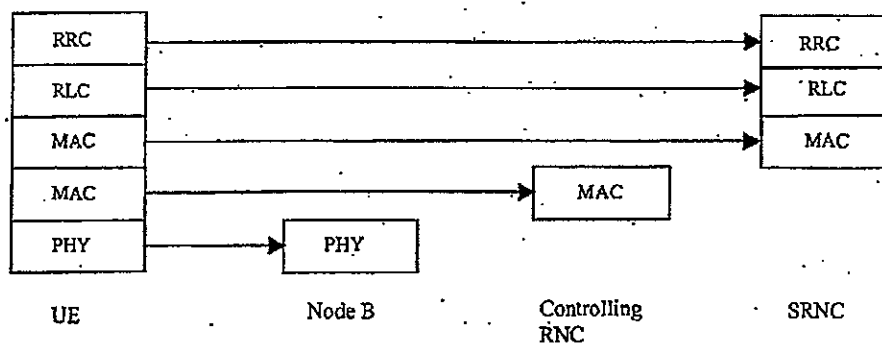 RRC
RRC
RLC
RLC
MAC
MAC
MAC
MAC
PHY
PHY
UE
Node B
Controlling
RNC
SRNC